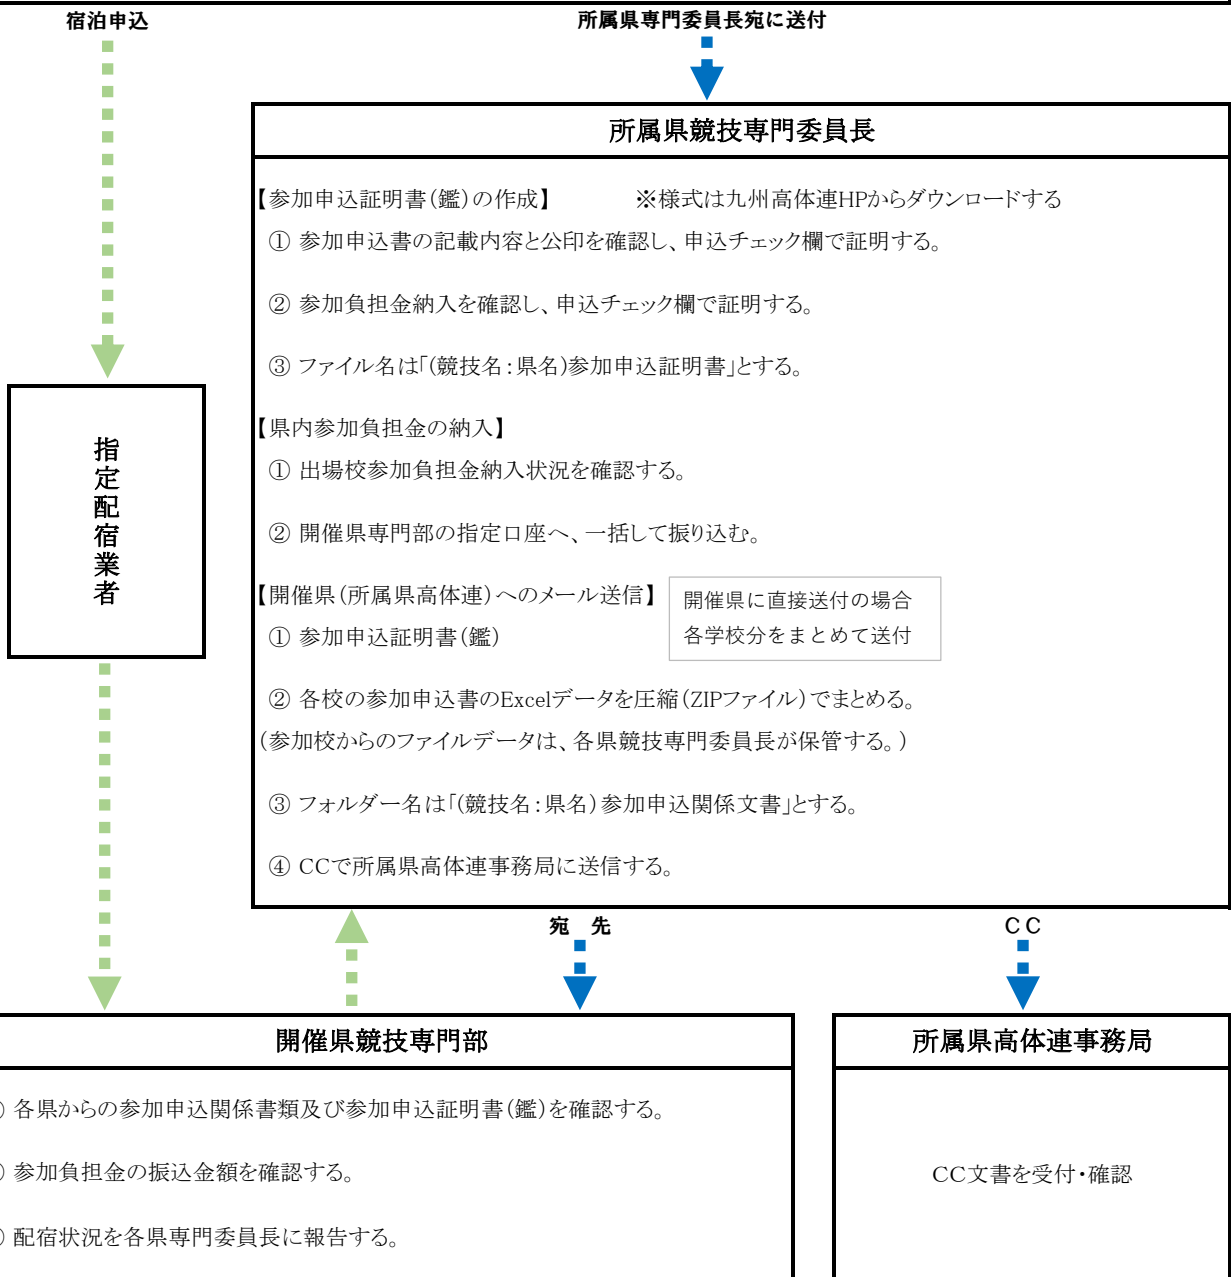 宿泊申込
所属県専門委員長宛に送付
所属県競技専門委員長
【参加申込証明書(鑑)の作成】　　※様式は九州高体連HPからダウンロードする
① 参加申込書の記載内容と公印を確認し、申込チェック欄で証明する。
② 参加負担金納入を確認し、申込チェック欄で証明する。
③ ファイル名は「(競技名:県名)参加申込証明書」とする。
【県内参加負担金の納入】
① 出場校参加負担金納入状況を確認する。
② 開催県専門部の指定口座へ、一括して振り込む。
【開催県(所属県高体連)へのメール送信】
開催県に直接送付の場合
各学校分をまとめて送付
① 参加申込証明書(鑑)
② 各校の参加申込書のExcelデータを圧縮(ZIPファイル)でまとめる。
(参加校からのファイルデータは、各県競技専門委員長が保管する。)
③ フォルダー名は「(競技名:県名)参加申込関係文書」とする。
④ CCで所属県高体連事務局に送信する。
指定配宿業者
宛　先
CC
開催県競技専門部
各県からの参加申込関係書類及び参加申込証明書(鑑)を確認する。
参加負担金の振込金額を確認する。
配宿状況を各県専門委員長に報告する。
所属県高体連事務局
CC文書を受付・確認